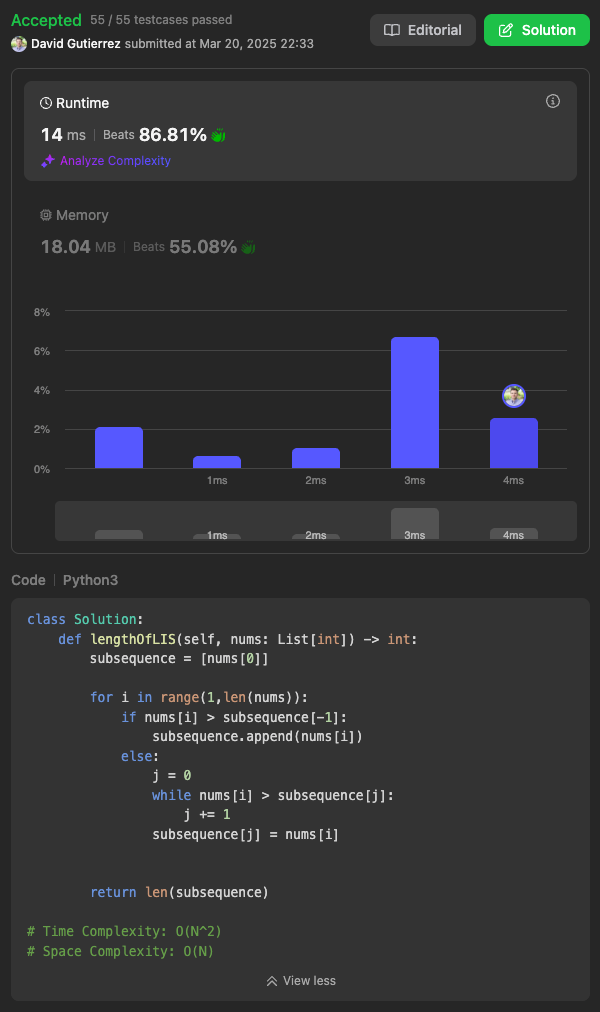 Accepted 55 / 55 testcases passed
David Gutierrez submitted at Mar 20, 2025 22:33
Editorial
Solution
Runtime
14 ms | Beats 86.81%
Analyze Complexity
Memory
18.04 MB | Beats 55.08%
8%
6%
4%
2%
0%
1ms 2ms 3ms 4ms
1ms 2ms 3ms 4ms
Code | Python3
class Solution:
    def lengthOfLIS(self, nums: List[int]) -> int:
        subsequence = [nums[0]]
        for i in range(1,len(nums)):
            if nums[i] > subsequence[-1]:
                subsequence.append(nums[i])
            else:
                j = 0
                while nums[i] > subsequence[j]:
                    j += 1
                subsequence[j] = nums[i]
        return len(subsequence)
# Time Complexity: O(N^2)
# Space Complexity: O(N)
View less